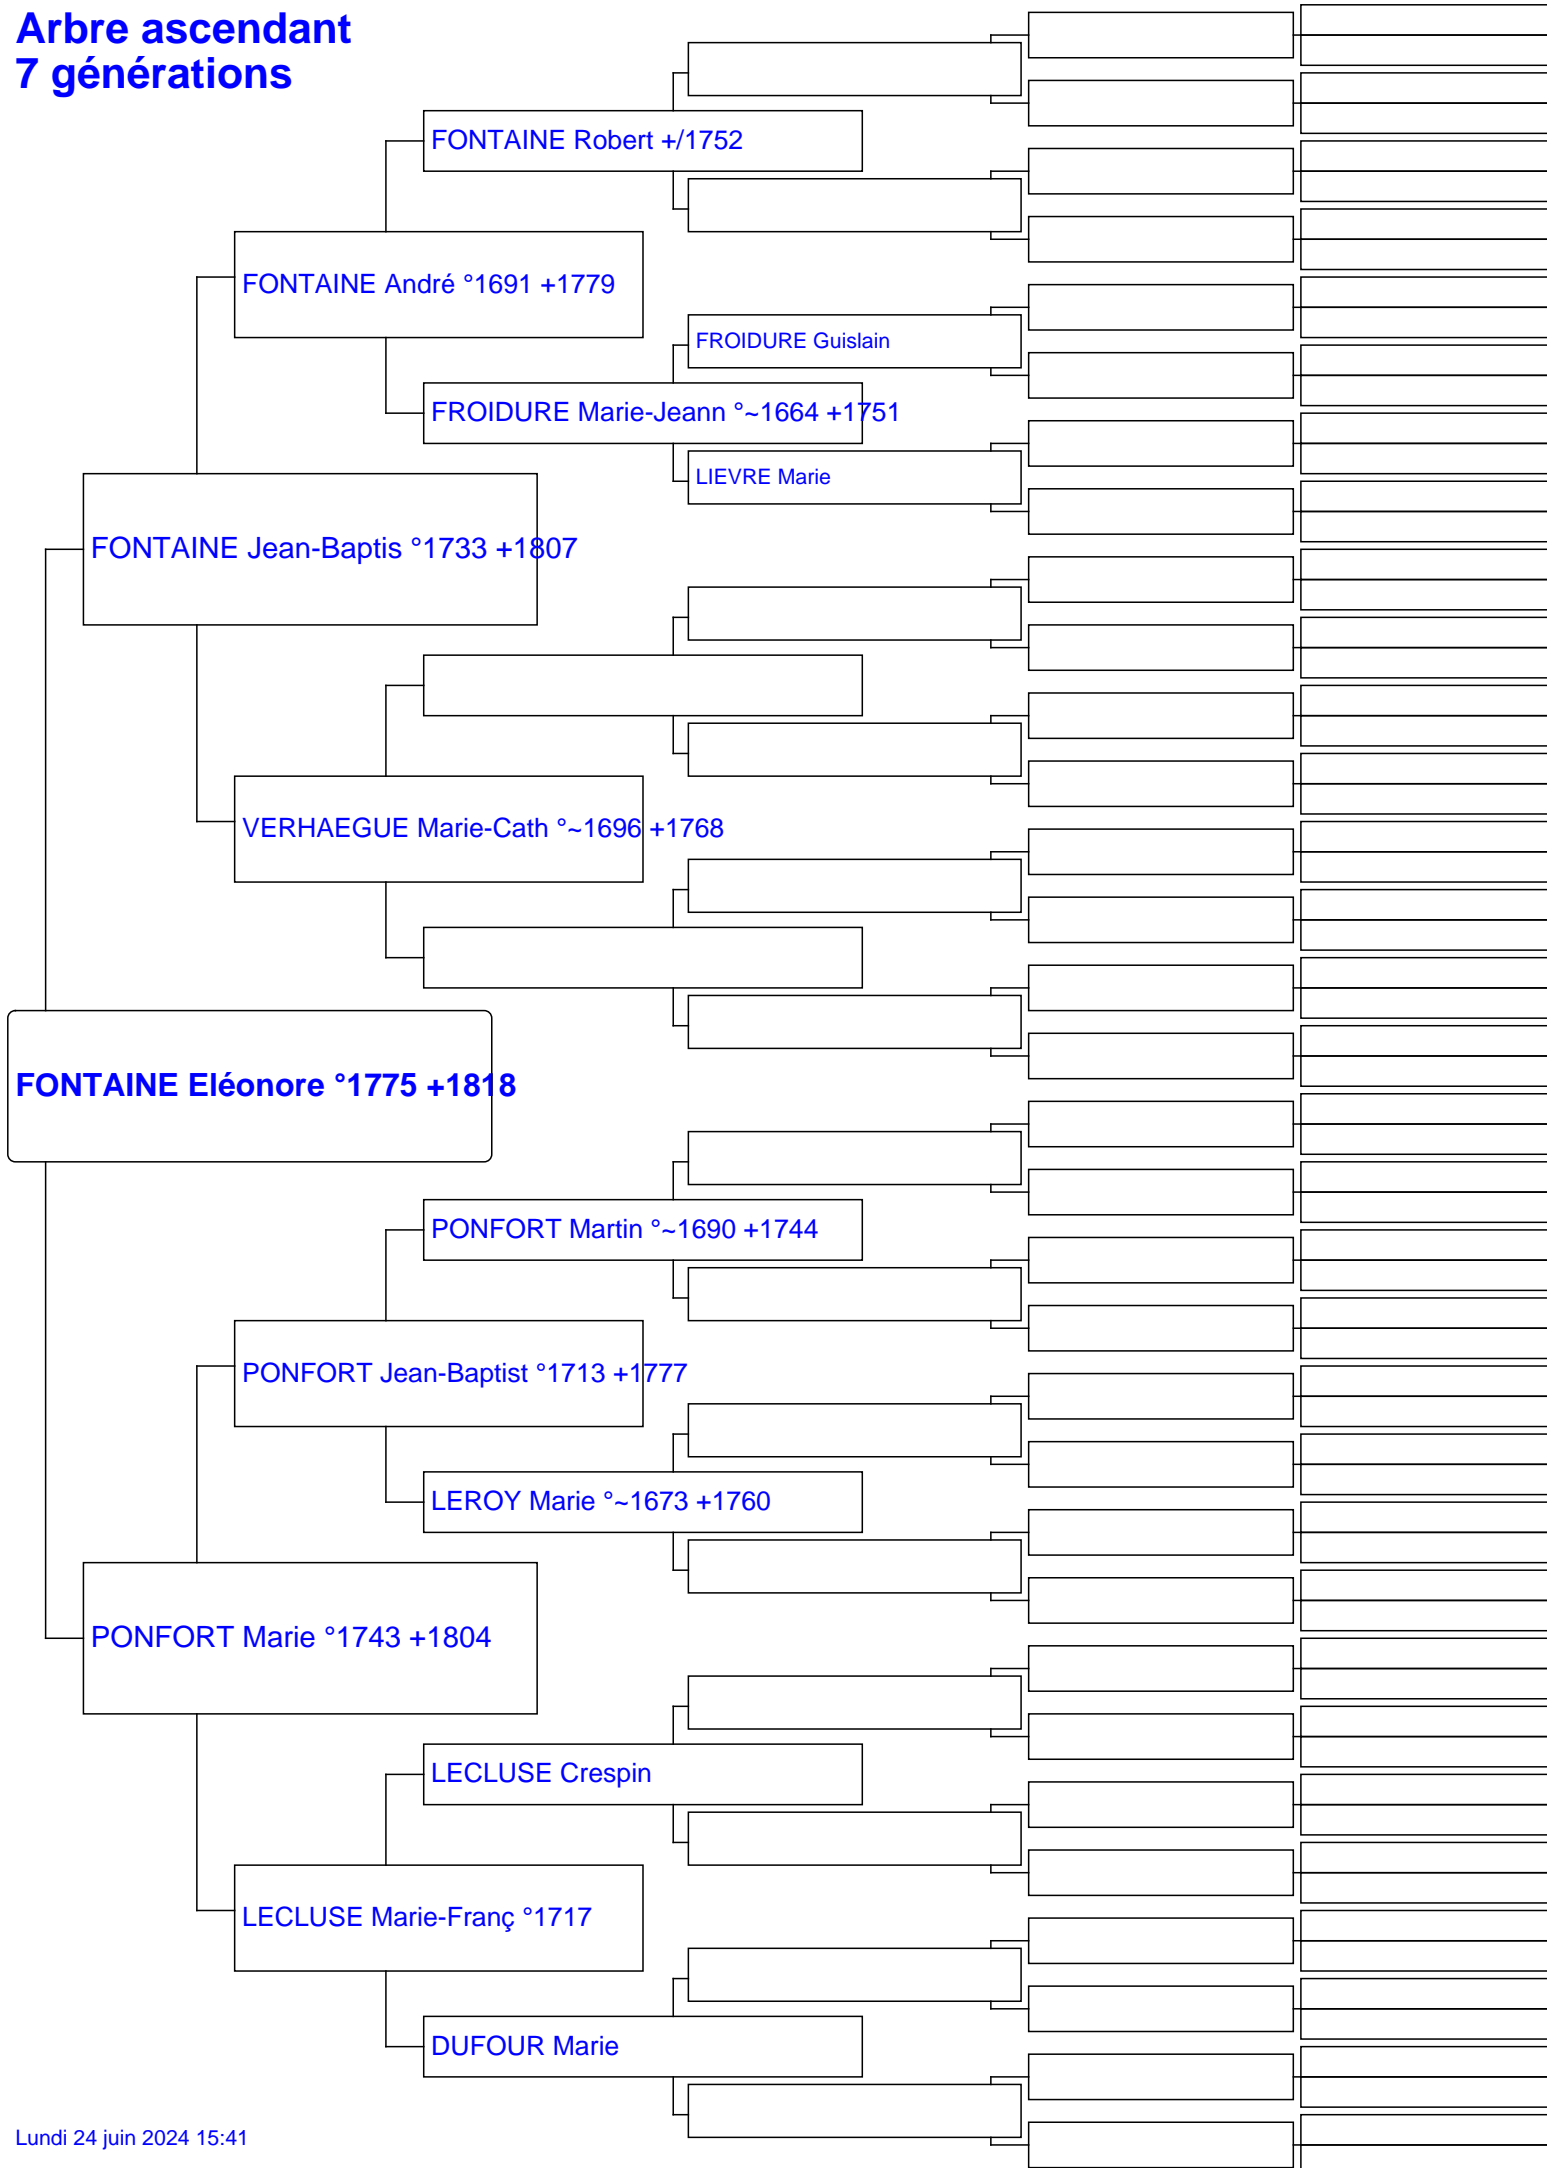 Arbre ascendant
7 générations
FONTAINE Robert +/1752
FONTAINE André °1691 +1779
FROIDURE Guislain
FROIDURE Marie-Jeann °~1664 +1751
LIEVRE Marie
FONTAINE Jean-Baptis °1733 +1807
VERHAEGUE Marie-Cath °~1696 +1768
FONTAINE Eléonore °1775 +1818
PONFORT Martin °~1690 +1744
PONFORT Jean-Baptist °1713 +1777
LEROY Marie °~1673 +1760
PONFORT Marie °1743 +1804
LECLUSE Crespin
LECLUSE Marie-Franç °1717
DUFOUR Marie
Lundi 24 juin 2024 15:41